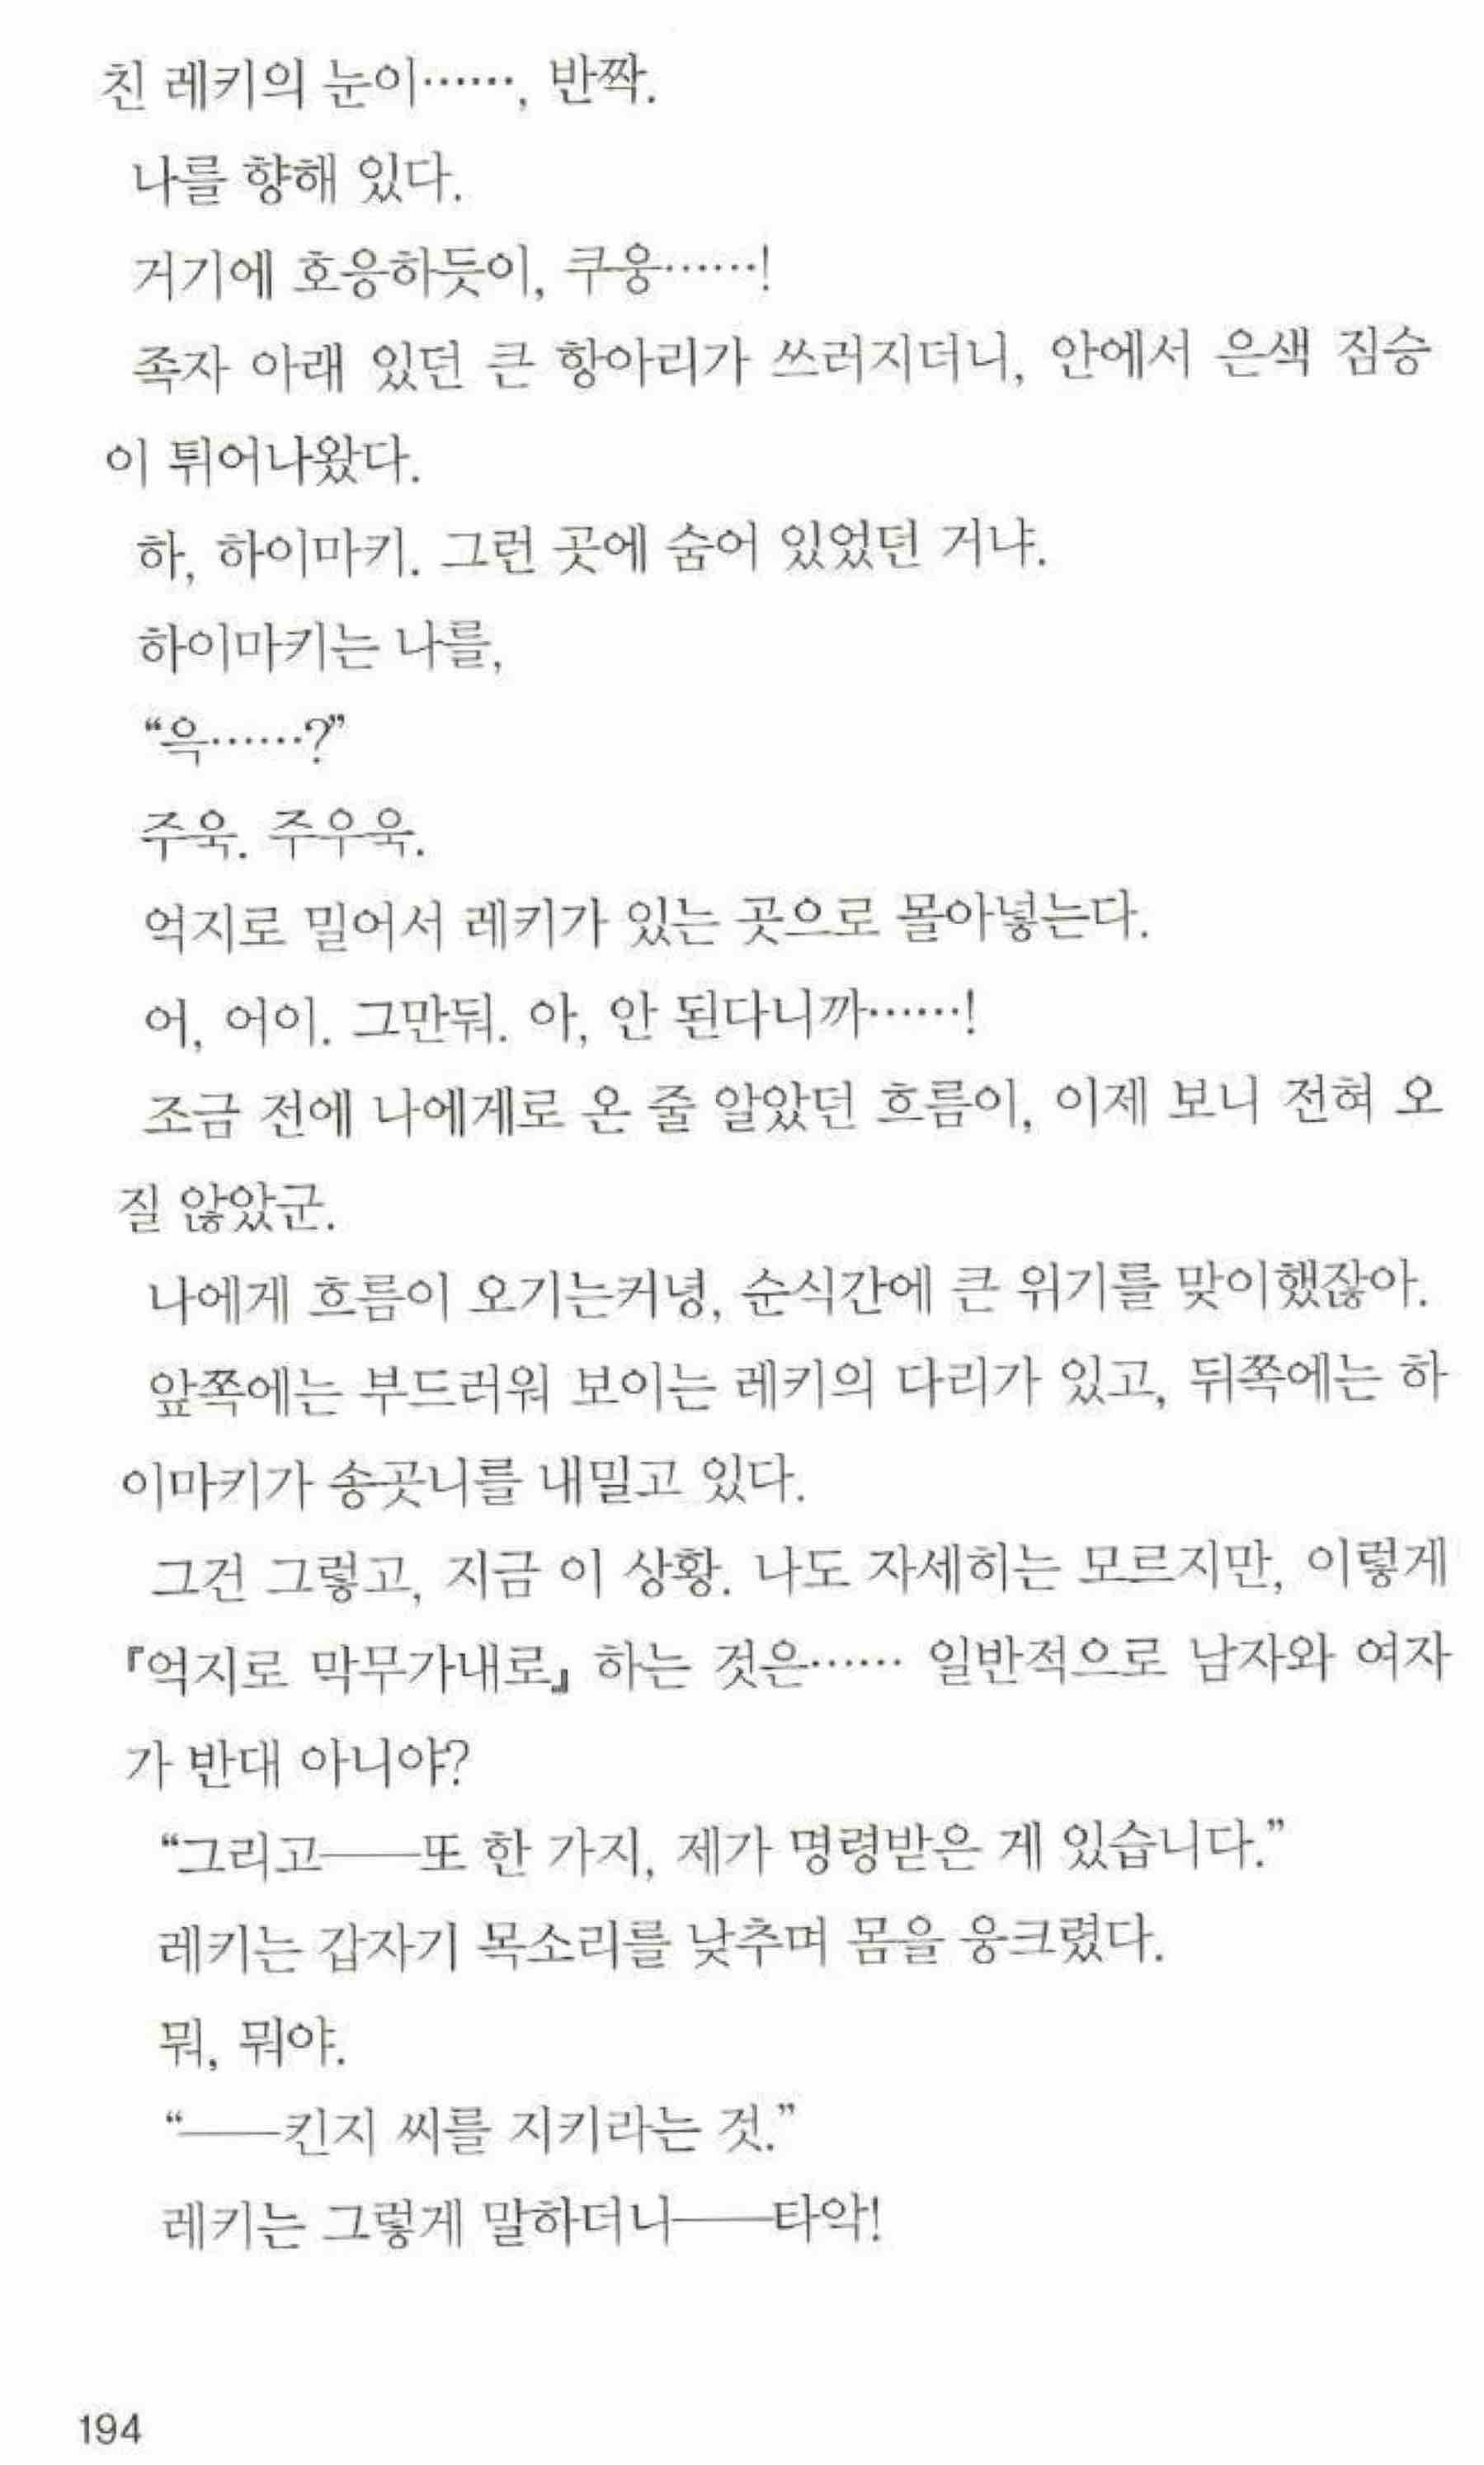 친 레키의 눈이……, 반짝.
나를 향해 있다.
거기에 호응하듯이, 쿠웅……!
족자 아래 있던 큰 항아리가 쓰러지더니, 안에서 은색 짐승
이 튀어나왔다.
하, 하이마키. 그런 곳에 숨어 있었던 거냐.
하이마키는 나를,
“윽……?”
주욱. 주우욱.
억지로 밀어서 레키가 있는 곳으로 몰아넣는다.
어, 어이. 그만둬. 아, 안 된다니까……!
조금 전에 나에게로 온 줄 알았던 흐름이, 이제 보니 전혀 오
질 않았군.
나에게 흐름이 오기는커녕, 순식간에 큰 위기를 맞이했잖아.
앞쪽에는 부드러워 보이는 레키의 다리가 있고, 뒤쪽에는 하
이마키가 송곳니를 내밀고 있다.
그건 그렇고, 지금 이 상황. 나도 자세히는 모르지만, 이렇게
『억지로 막무가내로』 하는 것은…… 일반적으로 남자와 여자
가 반대 아니야?
“그리고――또 한 가지, 제가 명령받은 게 있습니다.”
레키는 갑자기 목소리를 낮추며 몸을 웅크렸다.
뭐, 뭐야.
“――킨지 씨를 지키라는 것.”
레키는 그렇게 말하더니――타악!
194